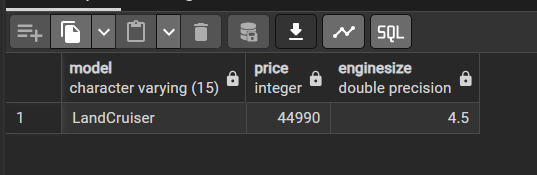 SQL
model
character varying (15)
price
integer
enginesize
double precision
1
LandCruiser
44990
4.5